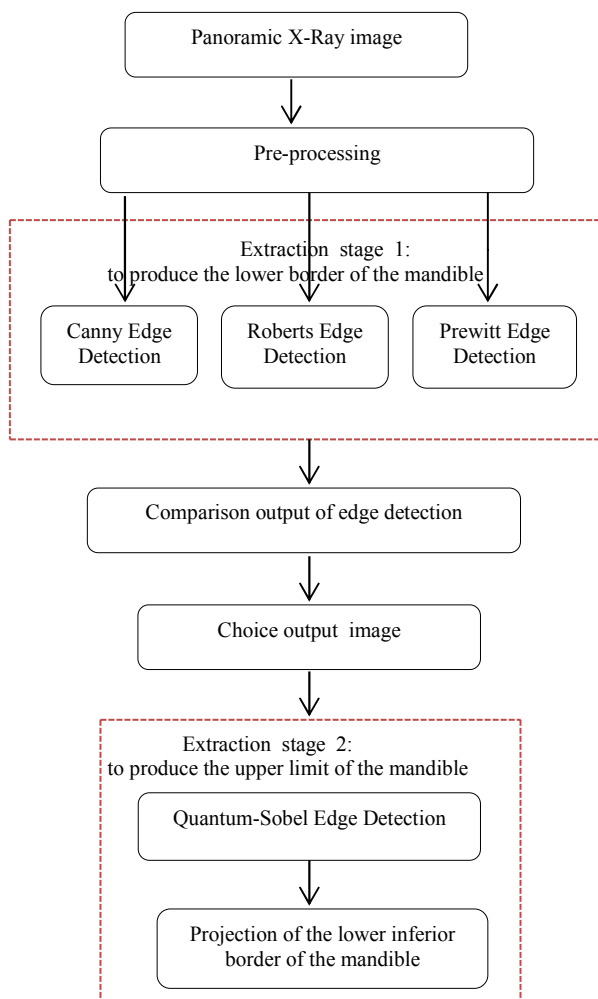 Panoramic X-Ray image
Pre-processing
Extraction stage 1:
to produce the lower border of the mandible
Canny Edge
Detection
Roberts Edge
Detection
Prewitt Edge
Detection
Comparison output of edge detection
Choice output image
Extraction stage 2:
to produce the upper limit of the mandible
Quantum-Sobel Edge Detection
Projection of the lower inferior
border of the mandible